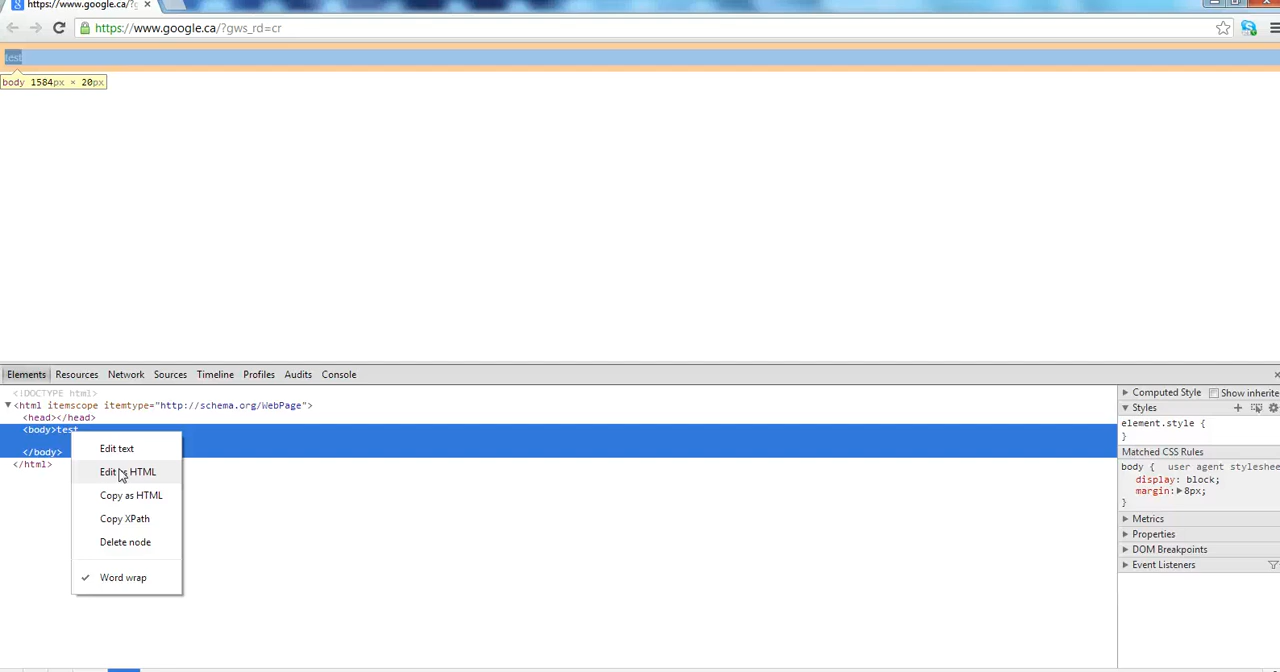 https://www.google.ca/?
https://www.google.ca/?gws_rd=cr
test
body 1584px × 20px
Elements Resources Network Sources Timeline Profiles Audits Console
<!DOCTYPE html>
<html itemscope itemtype="http://schema.org/WebPage">
<head></head>
<body>test
</body>
</html>
Edit text
Edit as HTML
Copy as HTML
Copy XPath
Delete node
Word wrap
Computed Style Show inherite
Styles
element.style {
}
Matched CSS Rules
body { user agent styleshee
display: block;
margin: 8px;
}
Metrics
Properties
DOM Breakpoints
Event Listeners